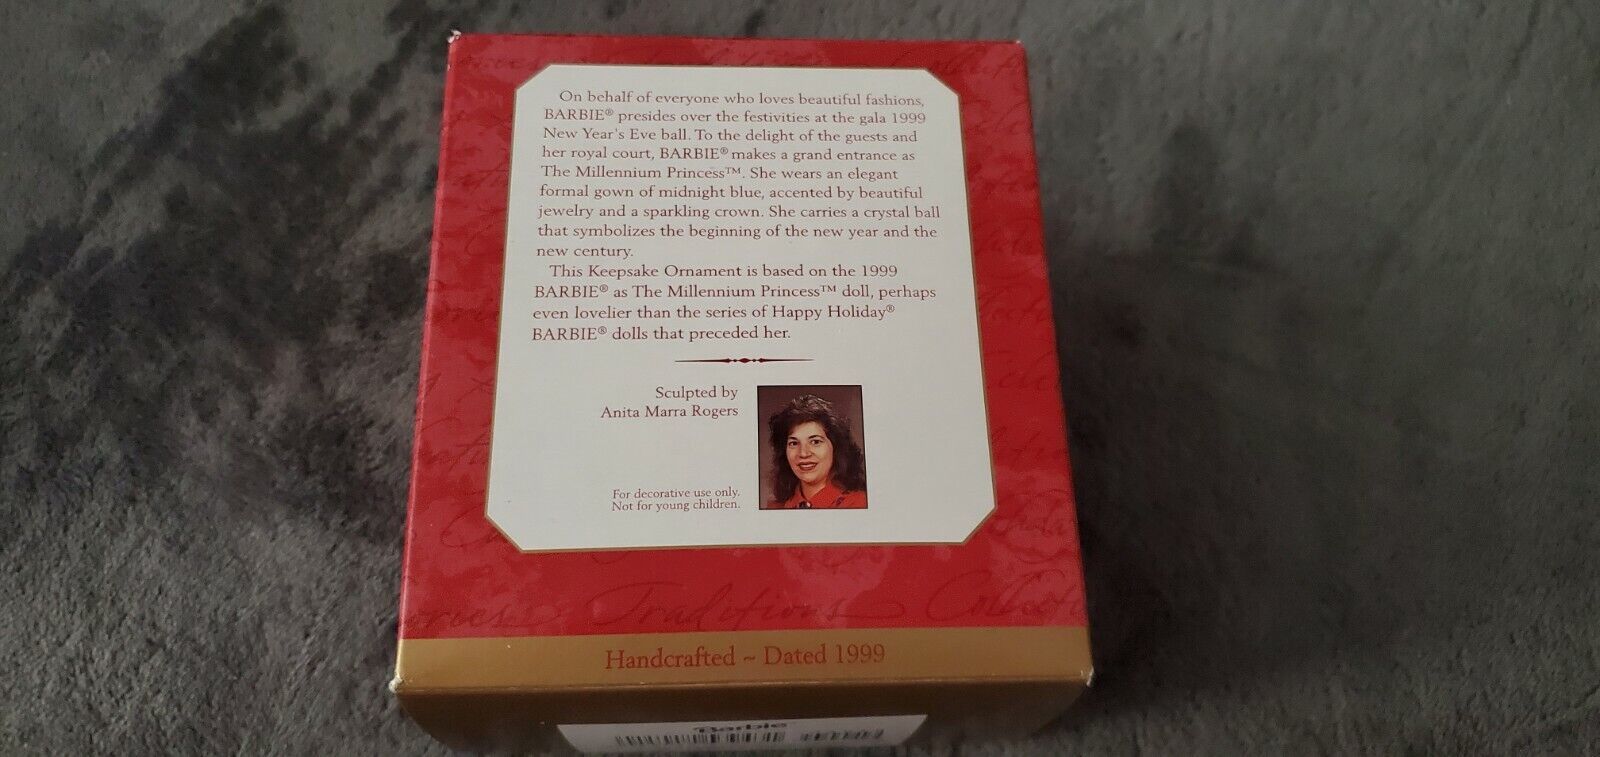 On behalf of everyone who loves beautiful fashions,
BARBIE® presides over the festivities at the gala 1999
New Year's Eve ball. To the delight of the guests and
her royal court, BARBIE® makes a grand entrance as
The Millennium Princess™. She wears an elegant
formal gown of midnight blue, accented by beautiful
jewelry and a sparkling crown. She carries a crystal ball
that symbolizes the beginning of the new year and the
new century.
This Keepsake Ornament is based on the 1999
BARBIE® as The Millennium Princess™ doll, perhaps
even lovelier than the series of Happy Holiday®
BARBIE® dolls that preceded her.
Sculpted by
Anita Marra Rogers
For decorative use only.
Not for young children.
Traditions
Handcrafted ~ Dated 1999
Barbie